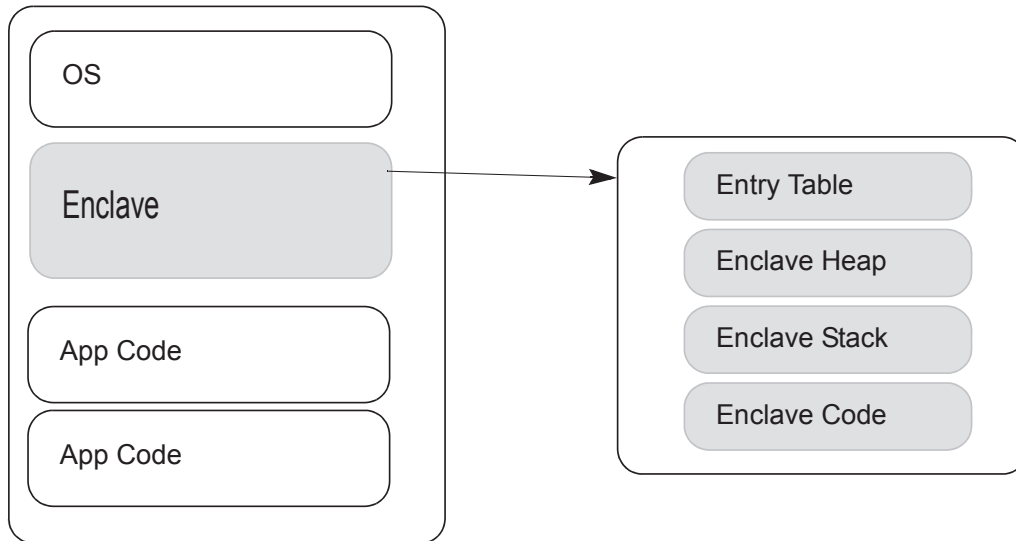 OS
Enclave
App Code
App Code
Entry Table
Enclave Heap
Enclave Stack
Enclave Code